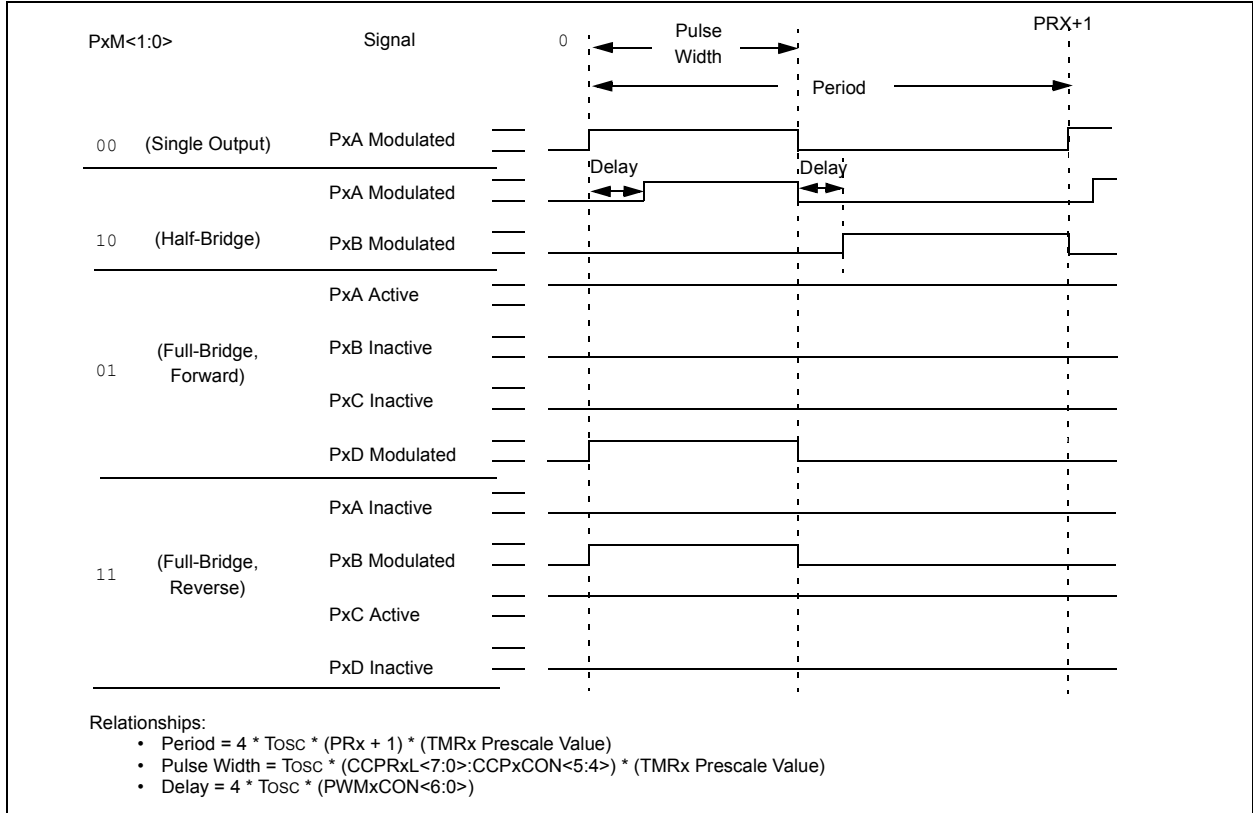 PxM<1:0>
Signal
0
Pulse
Width
PRX+1
Period
00 (Single Output) PxA Modulated
Delay
Delay
PxA Modulated
10 (Half-Bridge) PxB Modulated
PxA Active
01 (Full-Bridge,
Forward)
PxB Inactive
PxC Inactive
PxD Modulated
PxA Inactive
11 (Full-Bridge,
Reverse)
PxB Modulated
PxC Active
PxD Inactive
Relationships:
• Period = 4 * TOSC * (PRx + 1) * (TMRx Prescale Value)
• Pulse Width = TOSC * (CCPRxL<7:0>:CCPxCON<5:4>) * (TMRx Prescale Value)
• Delay = 4 * TOSC * (PWMxCON<6:0>)